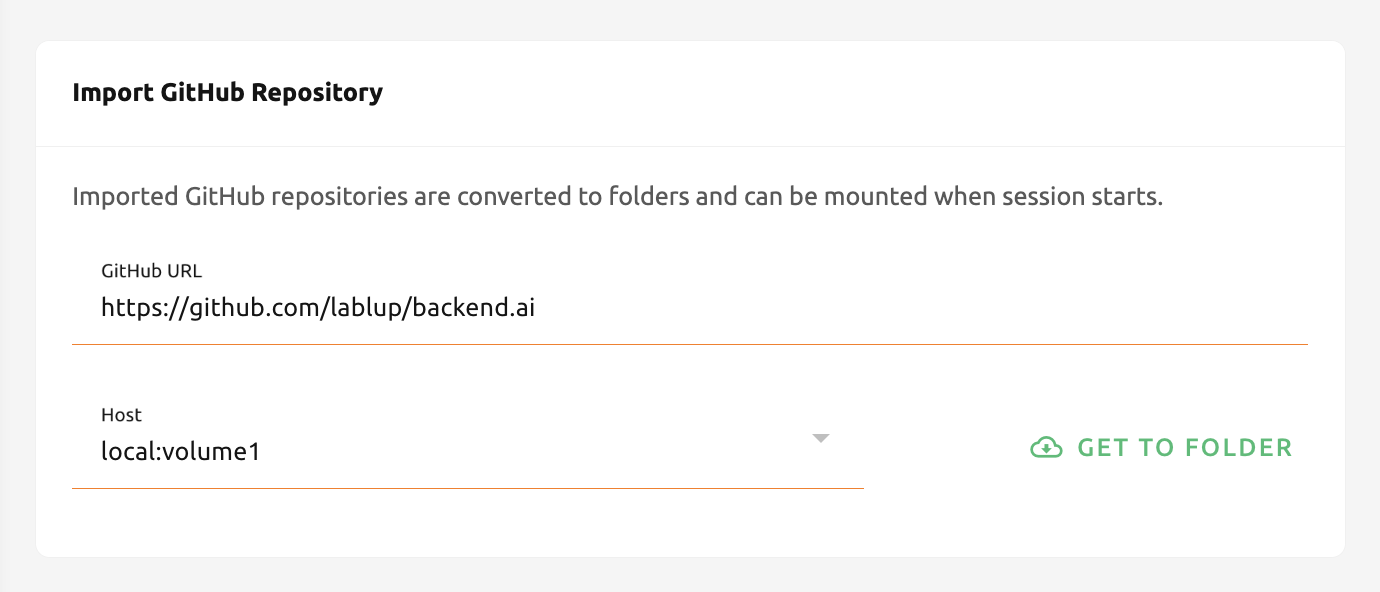 Import GitHub Repository
Imported GitHub repositories are converted to folders and can be mounted when session starts.
GitHub URL
https://github.com/lablup/backend.ai
Host
local:volume1
GET TO FOLDER